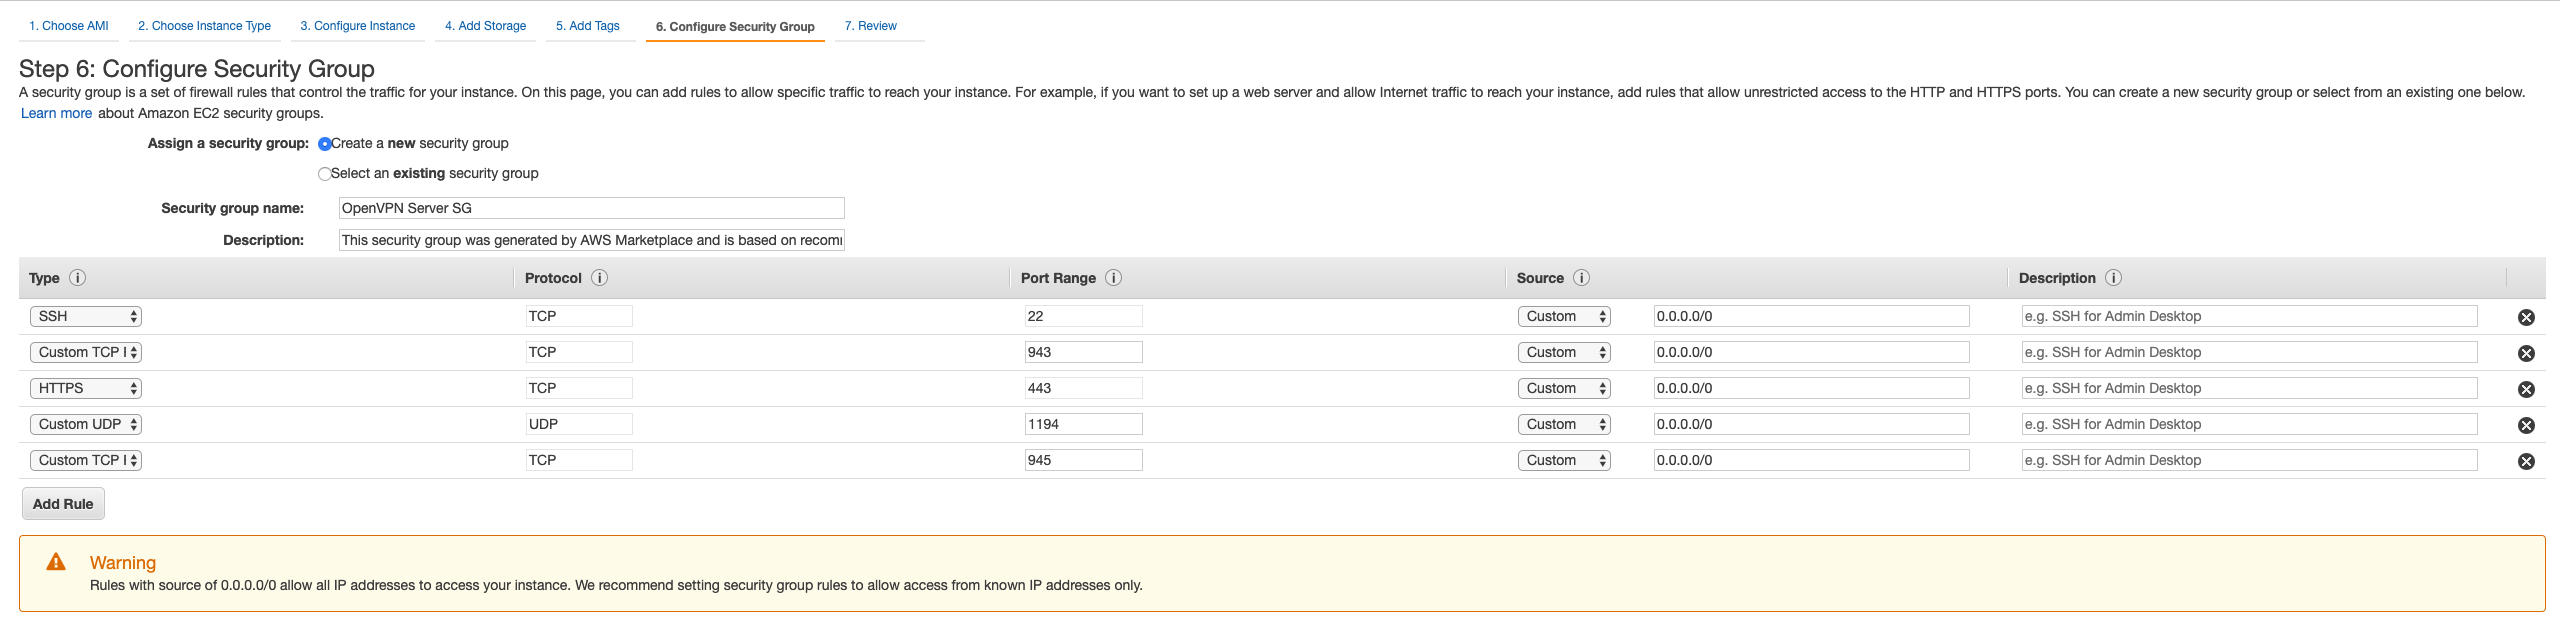 1. Choose AMI 2. Choose Instance Type 3. Configure Instance 4. Add Storage 5. Add Tags 6. Configure Security Group 7. Review
Step 6: Configure Security Group
A security group is a set of firewall rules that control the traffic for your instance. On this page, you can add rules to allow specific traffic to reach your instance. For example, if you want to set up a web server and allow Internet traffic to reach your instance, add rules that allow unrestricted access to the HTTP and HTTPS ports. You can create a new security group or select from an existing one below.
Learn more about Amazon EC2 security groups.
Assign a security group: Create a new security group
Select an existing security group
Security group name: OpenVPN Server SG
Description: This security group was generated by AWS Marketplace and is based on recom
Type Protocol Port Range Source Description
SSH TCP 22 Custom 0.0.0.0/0 e.g. SSH for Admin Desktop
Custom TCP TCP 943 Custom 0.0.0.0/0 e.g. SSH for Admin Desktop
HTTPS TCP 443 Custom 0.0.0.0/0 e.g. SSH for Admin Desktop
Custom UDP UDP 1194 Custom 0.0.0.0/0 e.g. SSH for Admin Desktop
Custom TCP TCP 945 Custom 0.0.0.0/0 e.g. SSH for Admin Desktop
Add Rule
Warning
Rules with source of 0.0.0.0/0 allow all IP addresses to access your instance. We recommend setting security group rules to allow access from known IP addresses only.